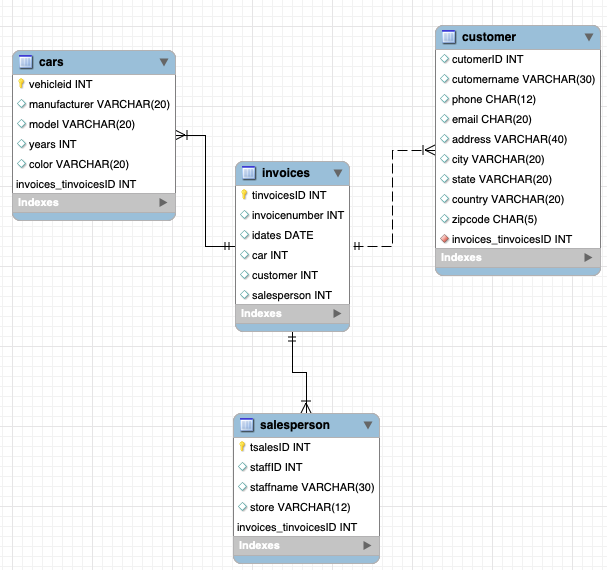 cars
vehicleid INT
manufacturer VARCHAR(20)
model VARCHAR(20)
years INT
color VARCHAR(20)
invoices_tinvoicesID INT
Indexes
customer
cutomerID INT
cutomername VARCHAR(30)
phone CHAR(12)
email CHAR(20)
address VARCHAR(40)
city VARCHAR(20)
state VARCHAR(20)
country VARCHAR(20)
zipcode CHAR(5)
invoices_tinvoicesID INT
Indexes
invoices
tinvoicesID INT
invoicenumber INT
idates DATE
car INT
customer INT
salesperson INT
Indexes
salesperson
tsalesID INT
staffID INT
staffname VARCHAR(30)
store VARCHAR(12)
invoices_tinvoicesID INT
Indexes